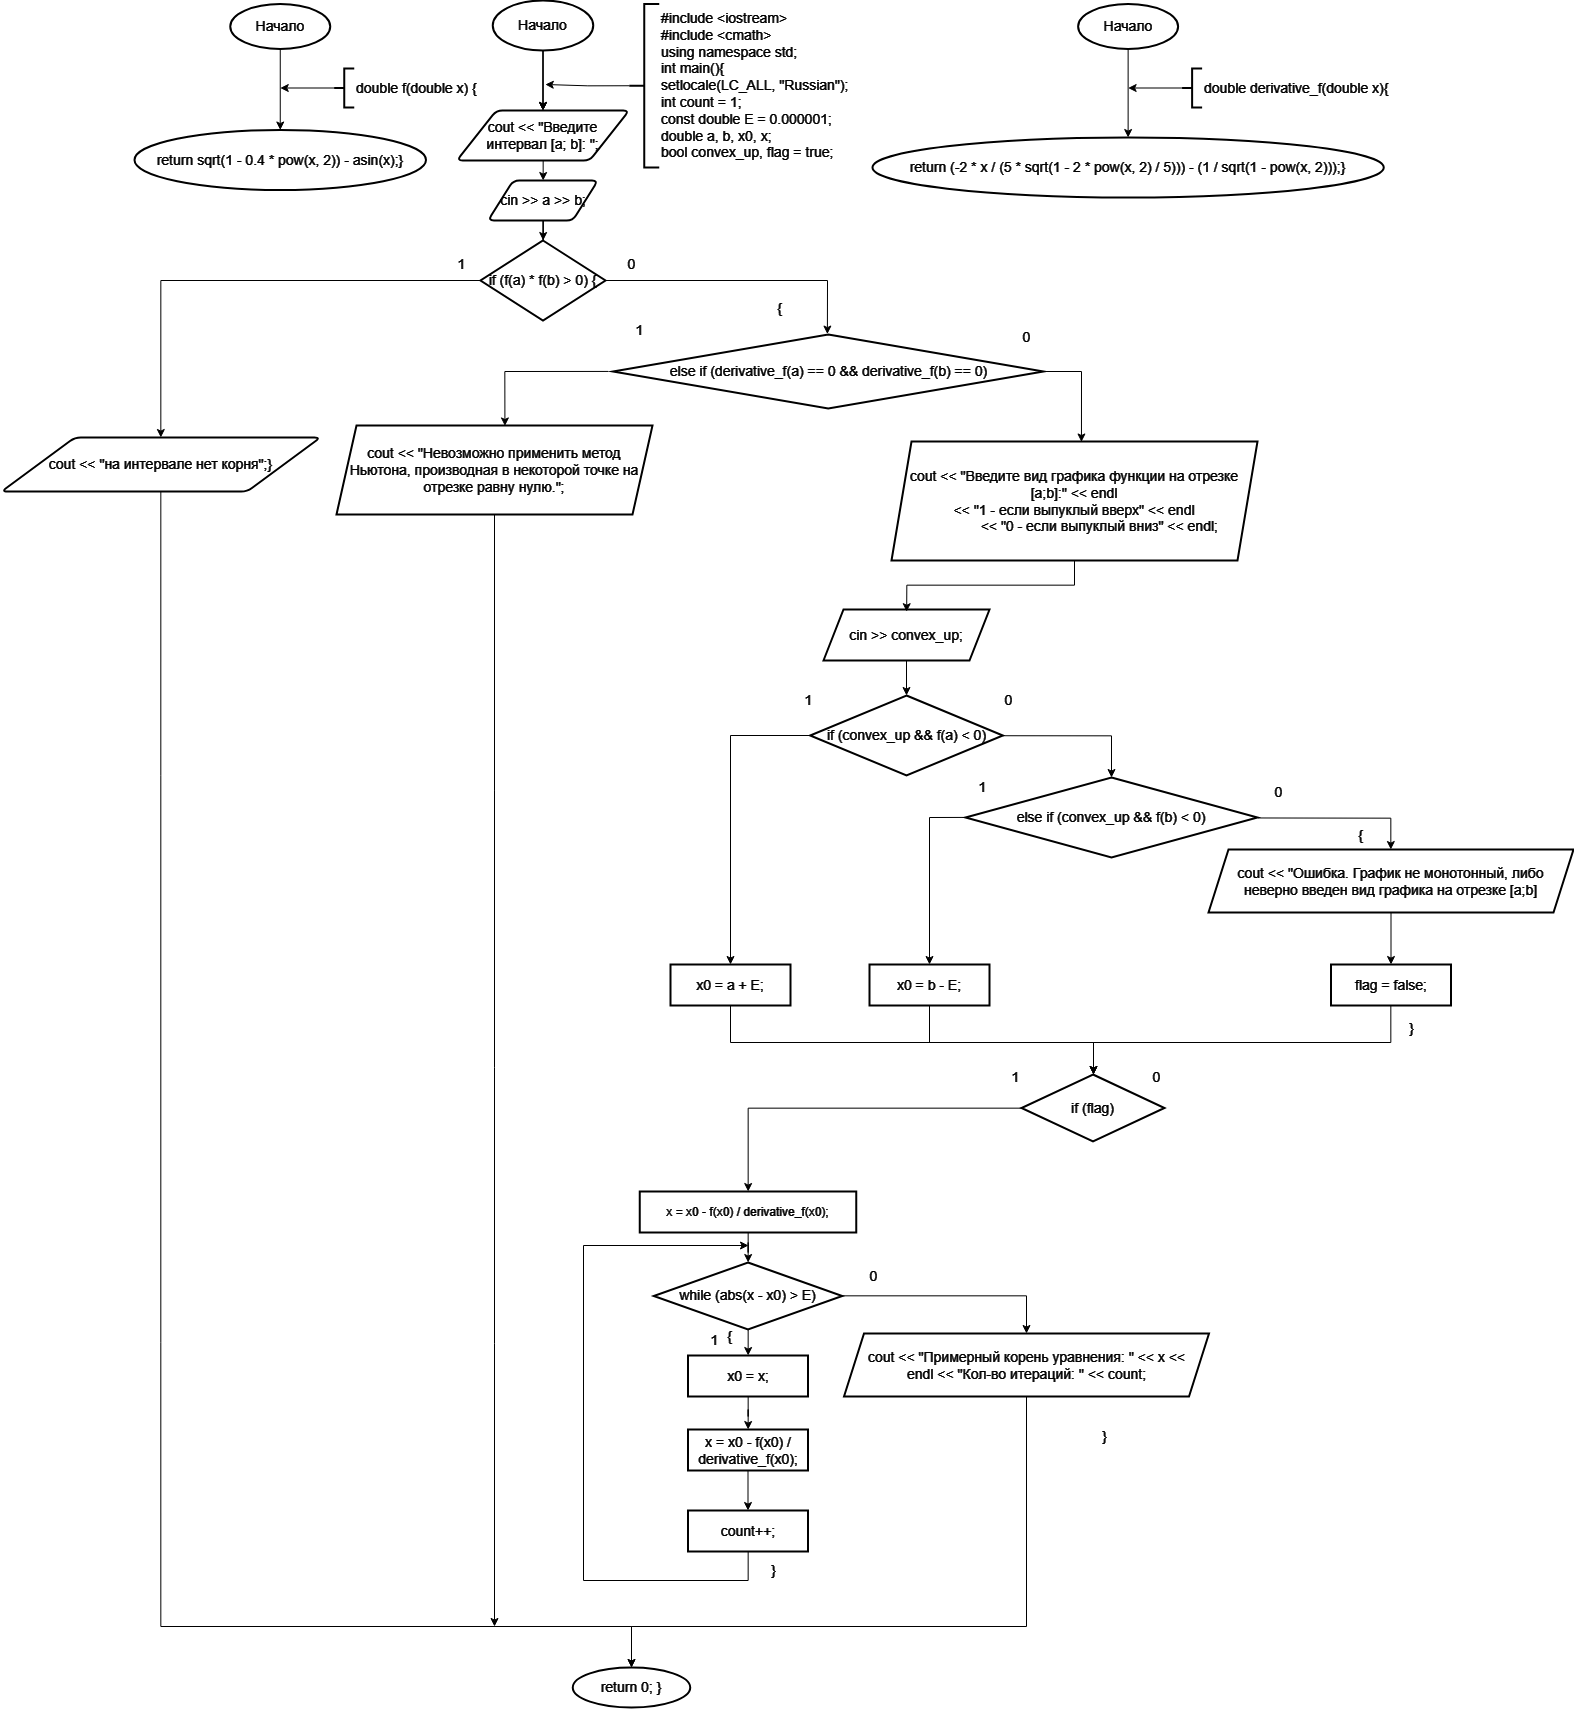 Начало
double f(double x) {
return sqrt(1 - 0.4 * pow(x, 2)) - asin(x);}
Начало
#include <iostream>
#include <cmath>
using namespace std;
int main(){
setlocale(LC_ALL, "Russian");
int count = 1;
const double E = 0.000001;
double a, b, x0, x;
bool convex_up, flag = true;
Начало
double derivative_f(double x){
return (-2 * x / (5 * sqrt(1 - 2 * pow(x, 2) / 5))) - (1 / sqrt(1 - pow(x, 2)));}
cout << "Введите
интервал [a; b]: ";
cin >> a >> b;
1
if (f(a) * f(b) > 0) {
0
{
1
else if (derivative_f(a) == 0 && derivative_f(b) == 0)
0
cout << "на интервале нет корня";}
cout << "Невозможно применить метод
Ньютона, производная в некоторой точке на
отрезке равну нулю.";
cout << "Введите вид графика функции на отрезке
[a;b]:" << endl
<< "1 - если выпуклый вверх" << endl
<< "0 - если выпуклый вниз" << endl;
cin >> convex_up;
1
if (convex_up && f(a) < 0)
0
1
else if (convex_up && f(b) < 0)
0
{
cout << "Ошибка. График не монотонный, либо
неверно введен вид графика на отрезке [a;b]
x0 = a + E;
x0 = b - E;
flag = false;
}
1
if (flag)
0
x = x0 - f(x0) / derivative_f(x0);
while (abs(x - x0) > E)
0
1 {
x0 = x;
cout << "Примерный корень уравнения: " << x <<
endl << "Кол-во итераций: " << count;
}
x = x0 - f(x0) /
derivative_f(x0);
count++;
}
return 0; }